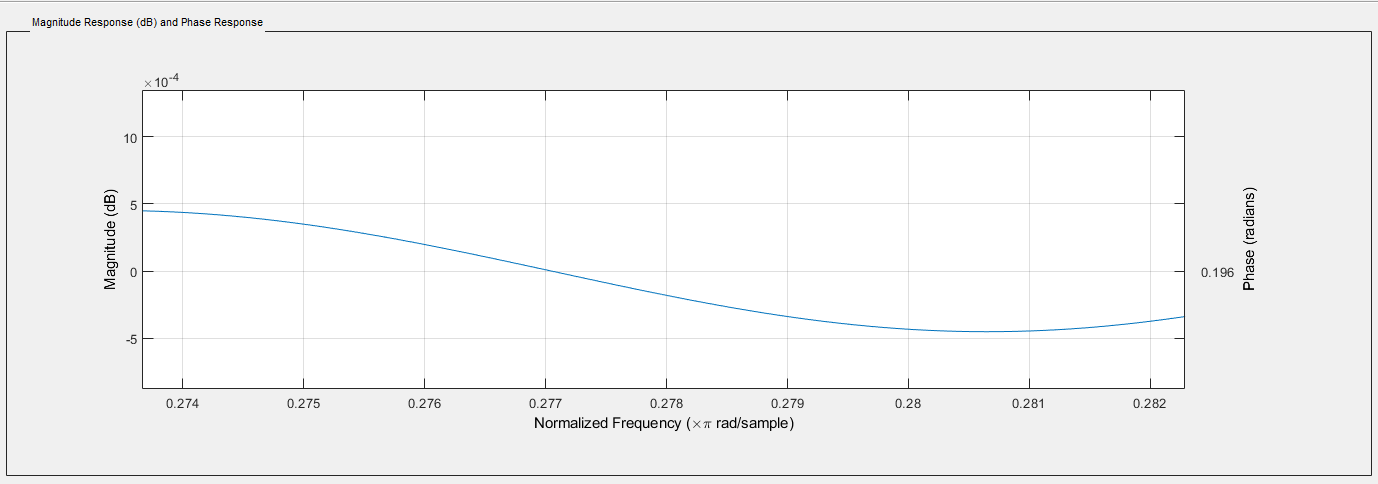 Magnitude Response (dB) and Phase Response
×10-4
10
5
0
-5
Magnitude (dB)
0.196
Phase (radians)
0.274 0.275 0.276 0.277 0.278 0.279 0.28 0.281 0.282
Normalized Frequency (×π rad/sample)